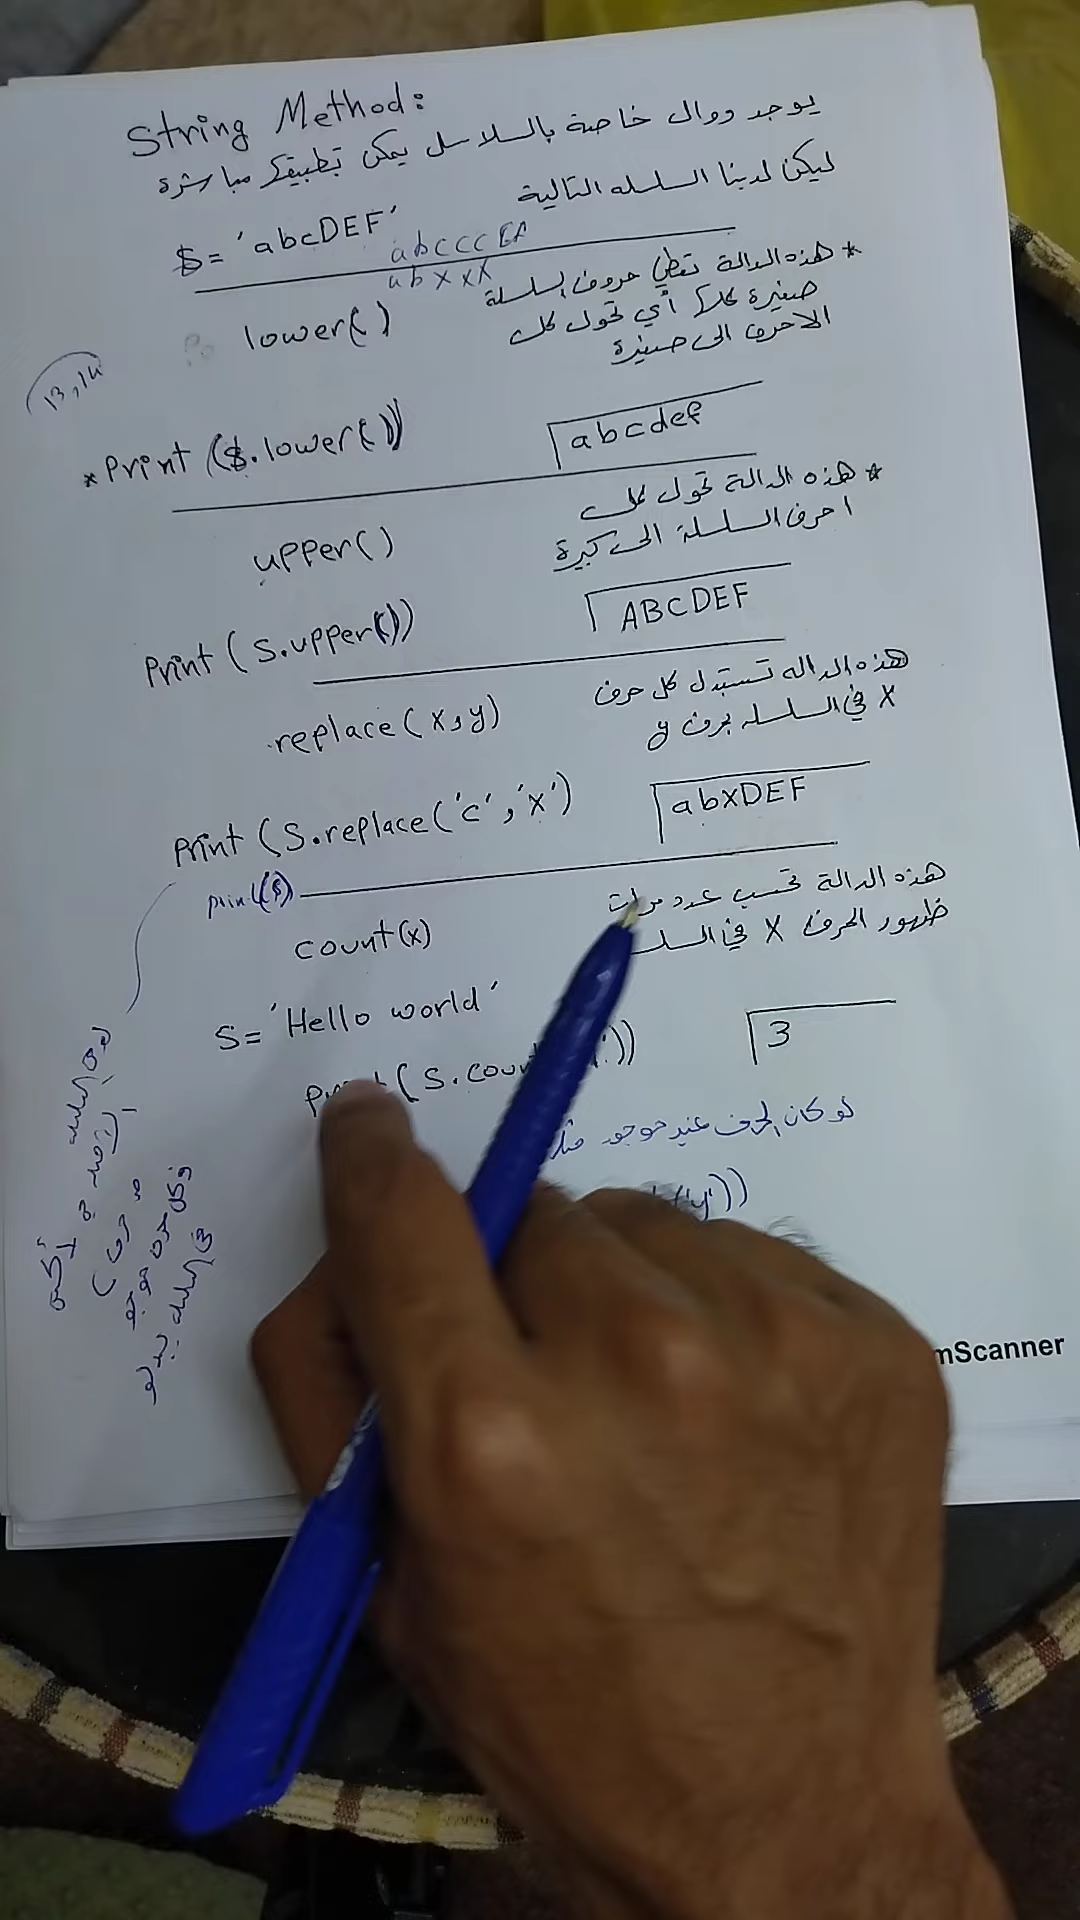 String Method:
يوجد دوال خاصة بالسلاسل يمكن تطبيقها مباشرة
ليكن لدينا السلسله التالية
S= 'abcDEF'
abcccEF
abxxx
lower()
* هذه الدالة تعطي حروف السلسلة
صغيرة كلها أي تحول كل
الاحرف الى صغيرة
13,14
*Print (S.lower())
abcdef
upper()
* هذه الدالة تحول كل
احرف السلسلة الى كبيرة
Print (S.upper())
ABCDEF
.replace(x,y)
هذه الداله تستبدل كل حرف
x في السلسله بحرف y
Print (S.replace('c','x')
abxDEF
print(s)
count(x)
هذه الدالة تحسب عدد مرات
ظهور الحرف x في السلـ
S= 'Hello world'
(S.coun
))
3
لو كان الحرف غير موجود مثلا
('y'))
mScanner